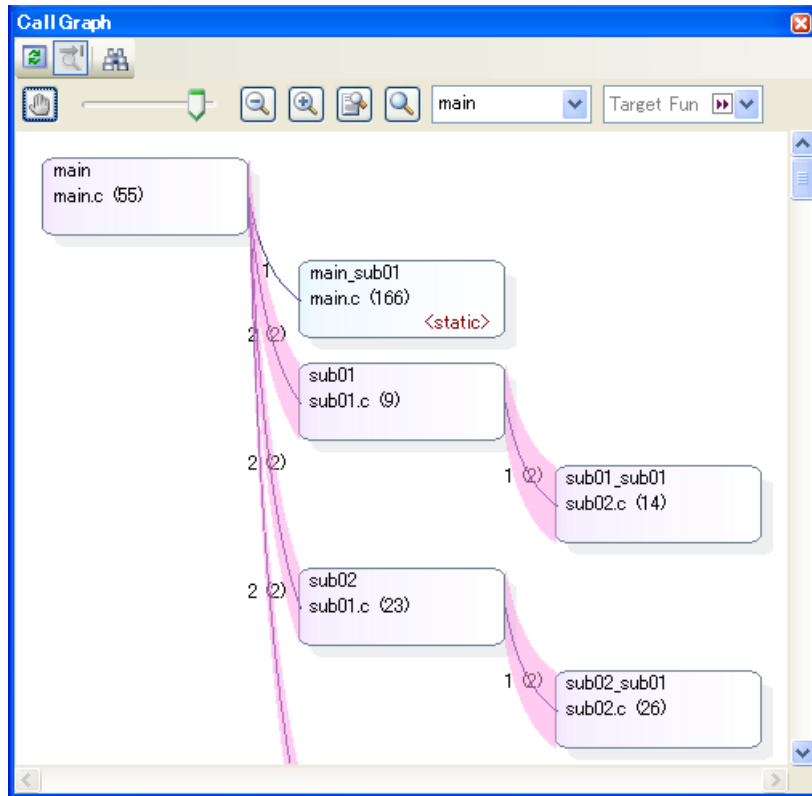 Call Graph
main
Target Fun
main
main.c (55)
1
main_sub01
main.c (166)
<static>
2 (2)
sub01
sub01.c (9)
2 (2)
1 (2)
sub01_sub01
sub02.c (14)
sub02
2 (2)
sub01.c (23)
1 (2)
sub02_sub01
sub02.c (26)